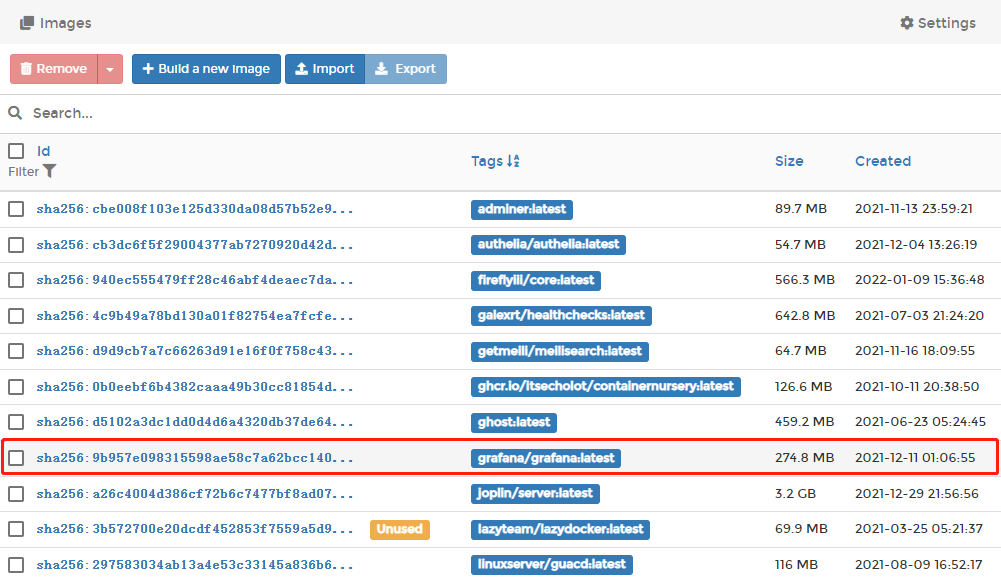 Images Settings
Remove Build a new image Import Export
Search...
Id Tags Size Created
Filter
sha256:cbe008f103e125d330da08d57b52e9... adminer:latest 89.7 MB 2021-11-13 23:59:21
sha256:cb3dc6f5f29004377ab7270920d42d... authelia/authelia:latest 54.7 MB 2021-12-04 13:26:19
sha256:940ec555479ff28c46abf4deaec7da... fireflyiii/core:latest 566.3 MB 2022-01-09 15:36:48
sha256:4c9b49a78bd130a01f82754ea7fcfe... galexrt/healthchecks:latest 642.8 MB 2021-07-03 21:24:20
sha256:d9d9cb7a7c66263d91e16f0f758c43... getmeili/meilisearch:latest 64.7 MB 2021-11-16 18:09:55
sha256:0b0eebf6b4382caaa49b30cc81854d... ghcr.io/itsecholot/containernursery:latest 126.6 MB 2021-10-11 20:38:50
sha256:d5102a3dc1dd0d4d6a4320db37de64... ghost:latest 459.2 MB 2021-06-23 05:24:45
sha256:9b957e098315598ae58c7a62bcc140... grafana/grafana:latest 274.8 MB 2021-12-11 01:06:55
sha256:a26c4004d386cf72b6c7477bf8ad07... joplin/server:latest 3.2 GB 2021-12-29 21:56:56
sha256:3b572700e20dcdf452853f7559a5d9... Unused lazyteam/lazydocker:latest 69.9 MB 2021-03-25 05:21:37
sha256:297583034ab13a4e53c33145a836b6... linuxserver/guacd:latest 116 MB 2021-08-09 16:52:17